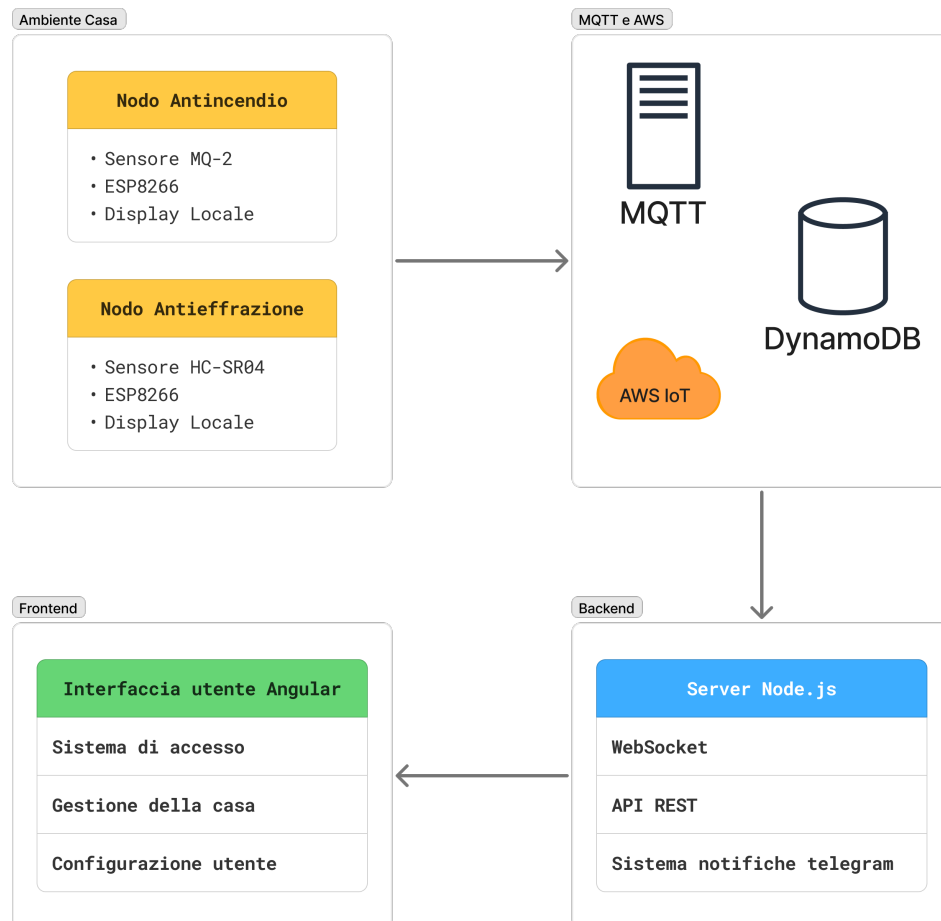 Ambiente Casa
Nodo Antincendio
• Sensore MQ-2
• ESP8266
• Display Locale
Nodo Antieffrazione
• Sensore HC-SR04
• ESP8266
• Display Locale
MQTT e AWS
MQTT
DynamoDB
AWS IoT
Frontend
Interfaccia utente Angular
Sistema di accesso
Gestione della casa
Configurazione utente
Backend
Server Node.js
WebSocket
API REST
Sistema notifiche telegram